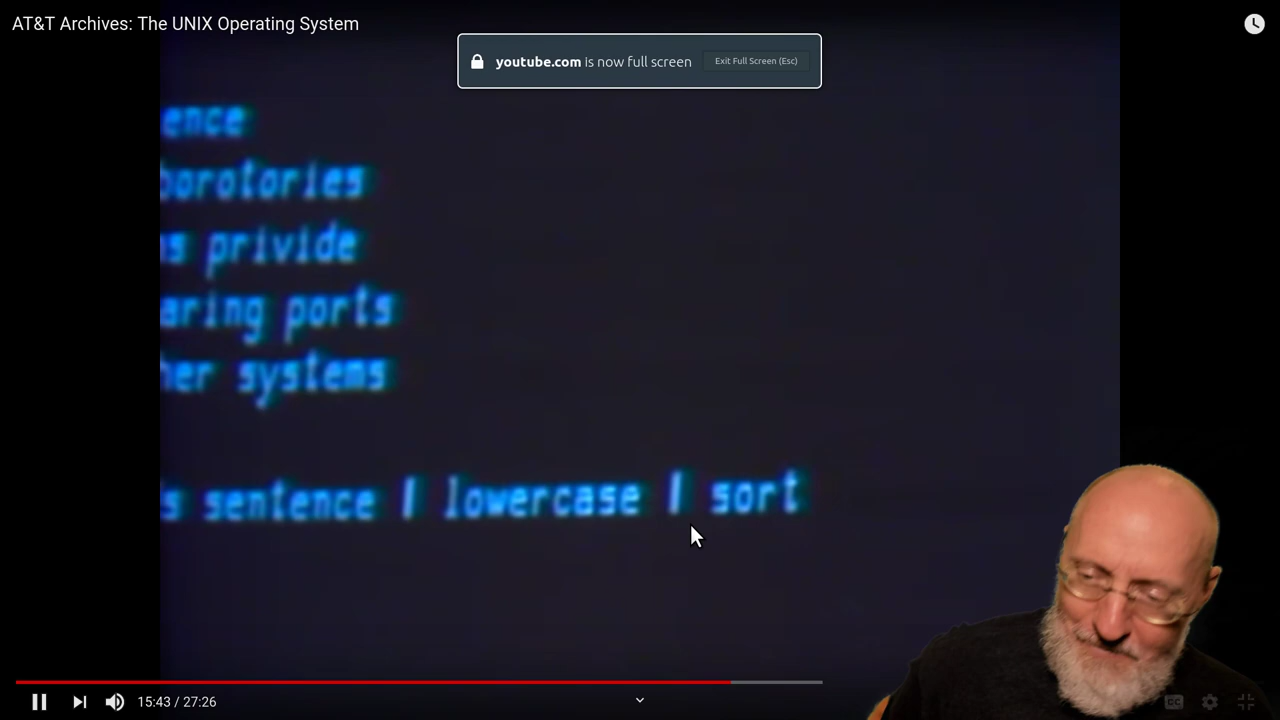 AT&T Archives: The UNIX Operating System
youtube.com is now full screen
Exit Full Screen (Esc)
ence
borotories
s privide
aring ports
her systems
s sentence | lowercase | sort
15:43 / 27:26
CC